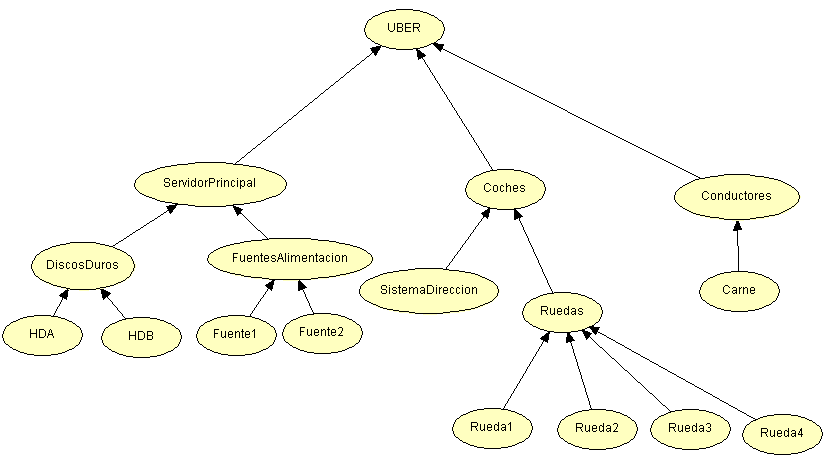 UBER
ServidorPrincipal
Coches
Conductores
DiscosDuros
FuentesAlimentacion
SistemaDireccion
Carne
Ruedas
HDA
HDB
Fuente1
Fuente2
Rueda1
Rueda2
Rueda3
Rueda4